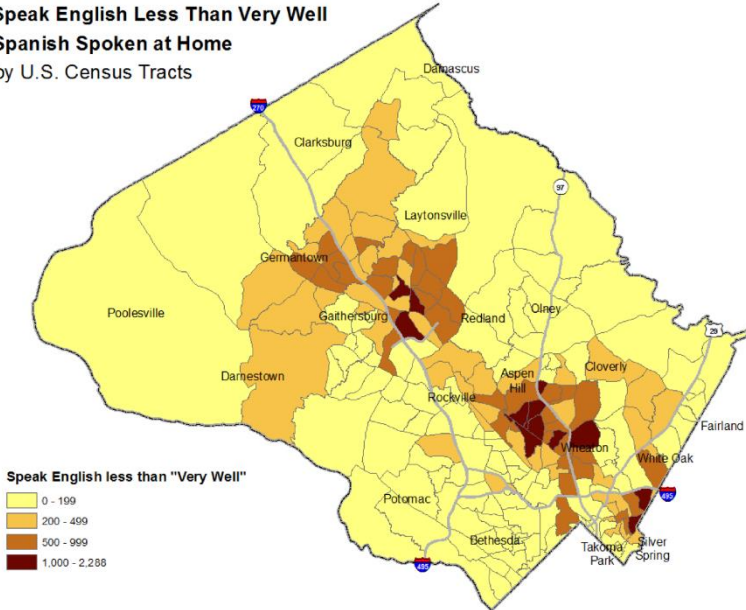 Speak English Less Than Very Well
Spanish Spoken at Home
by U.S. Census Tracts
Damascus
270
Clarksburg
97
Laytonsville
Germantown
Poolesville
Gaithersburg
Redland
Olney
29
Darnestown
Aspen
Hill
Cloverly
Rockville
Fairland
Wheaton
White Oak
Speak English less than "Very Well"
0 - 199
200 - 499
500 - 999
1,000 - 2,288
Potomac
495
Bethesda
Takoma
Park
Silver
Spring
495